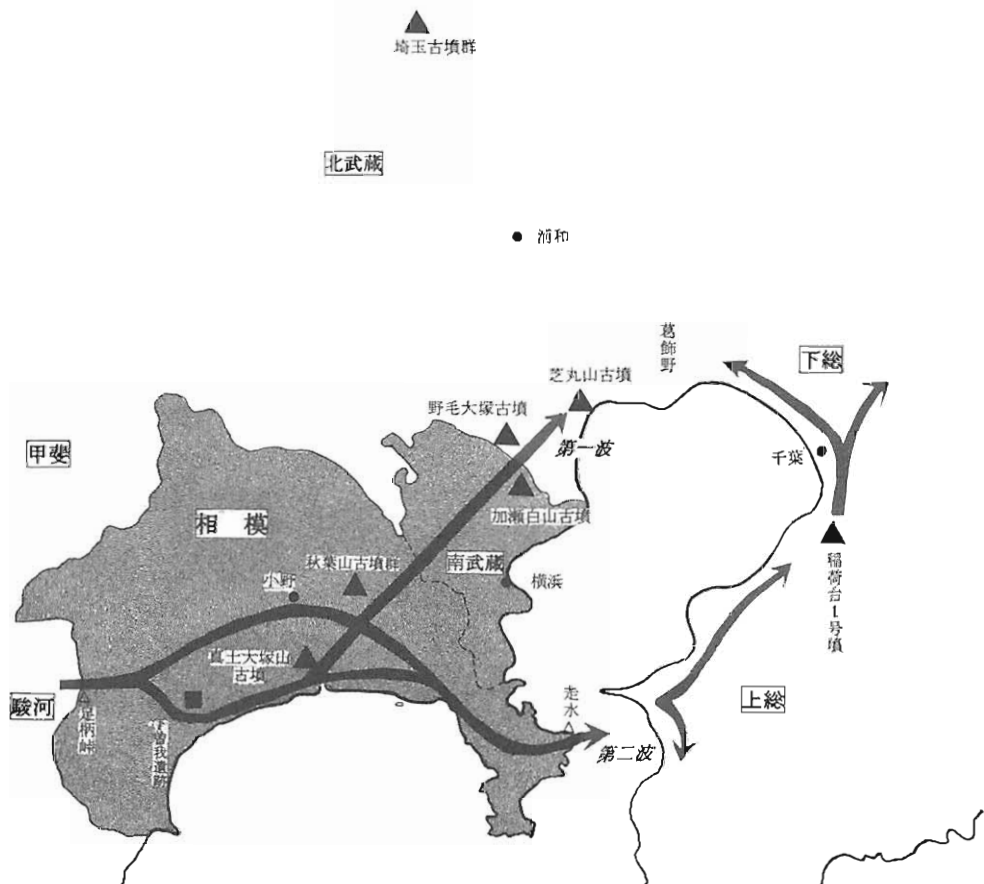 埼玉古墳群
北武蔵
浦和
葛飾野
下総
芝丸山古墳
野毛大塚古墳
第一波
甲斐
千葉
加瀬白山古墳
相模
稲荷台1号墳
秋葉山古墳群
南武蔵
小野
横浜
真土大塚山
古墳
走水
上総
駿河
足柄峠
下曽我遺跡
第二波